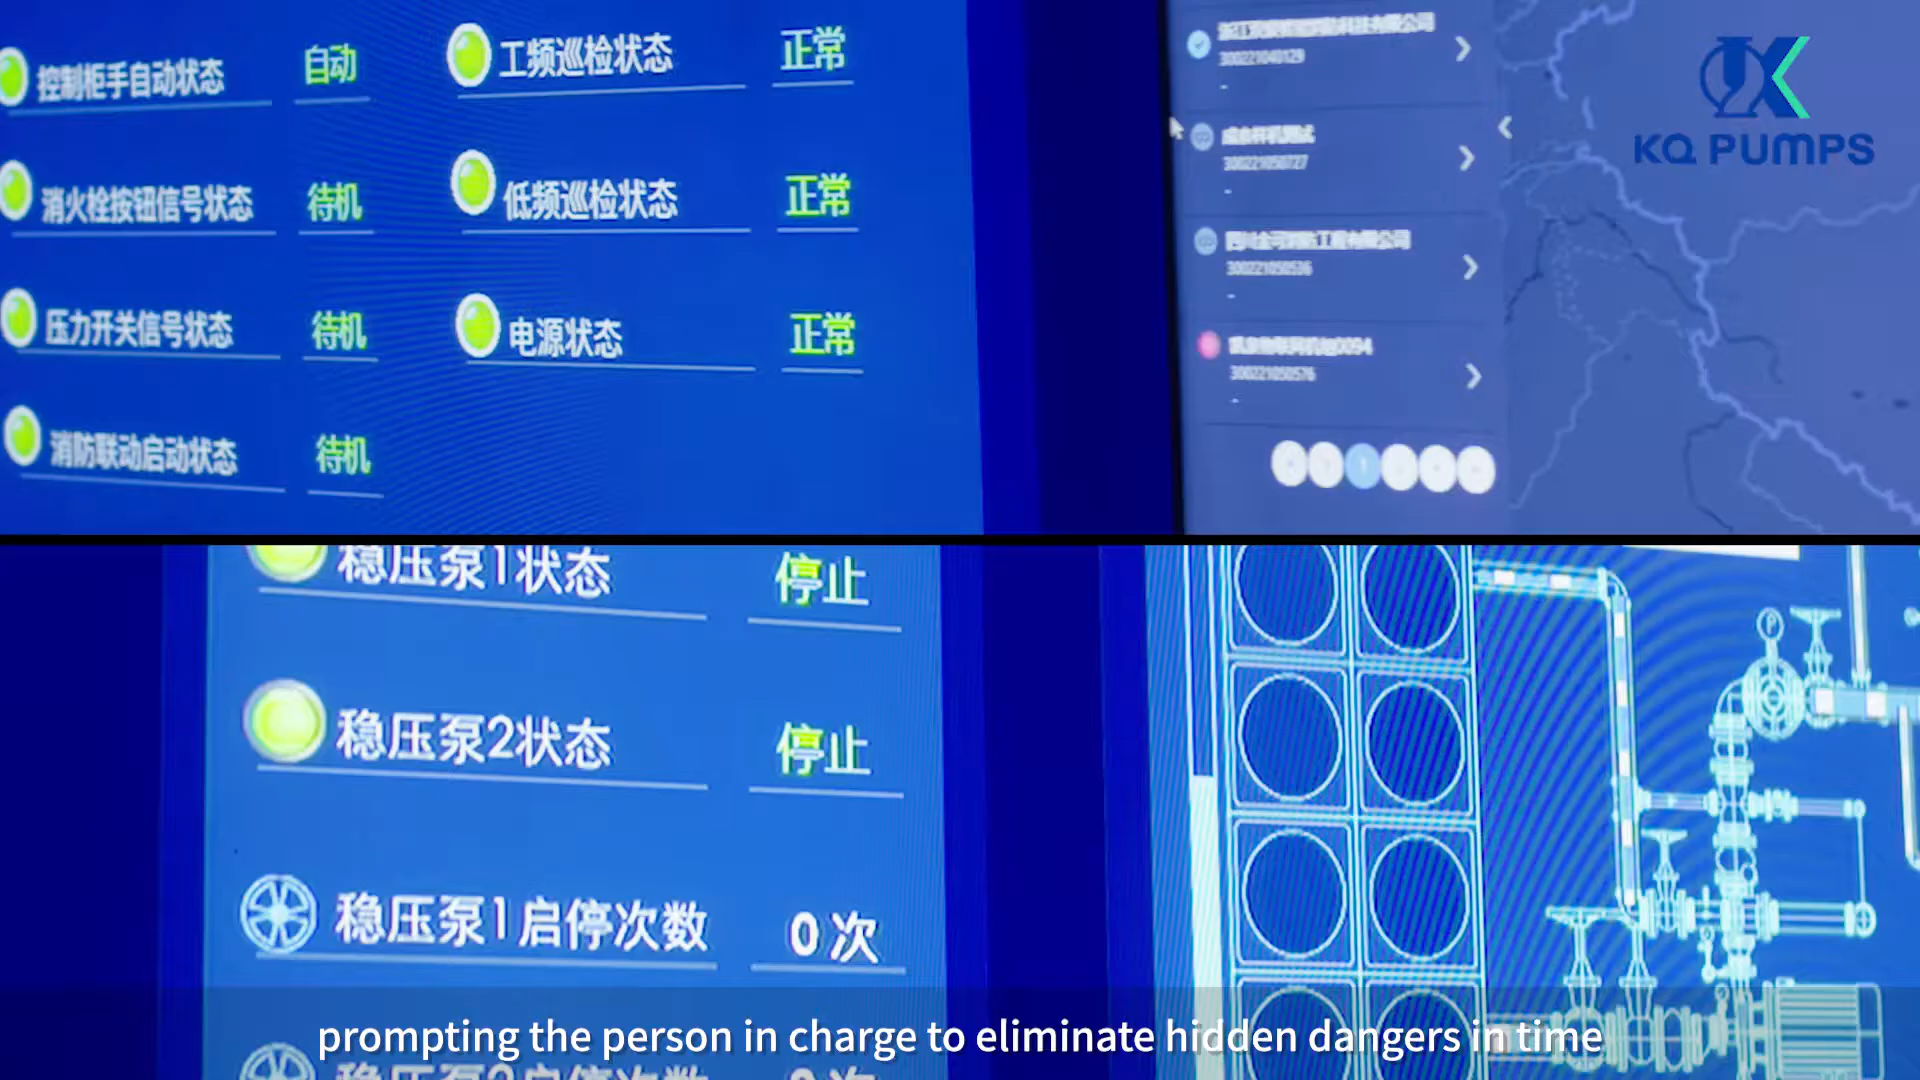 控制柜手自动状态 自动
工频巡检状态 正常
消火栓按钮信号状态 待机
低频巡检状态 正常
压力开关信号状态 待机
电源状态 正常
消防联动启动状态 待机
300221040129
300221050727
300221050536
300221050576
KQ PUMPS
稳压泵1状态 停止
稳压泵2状态 停止
稳压泵1启停次数 0次
P
prompting the person in charge to eliminate hidden dangers in time